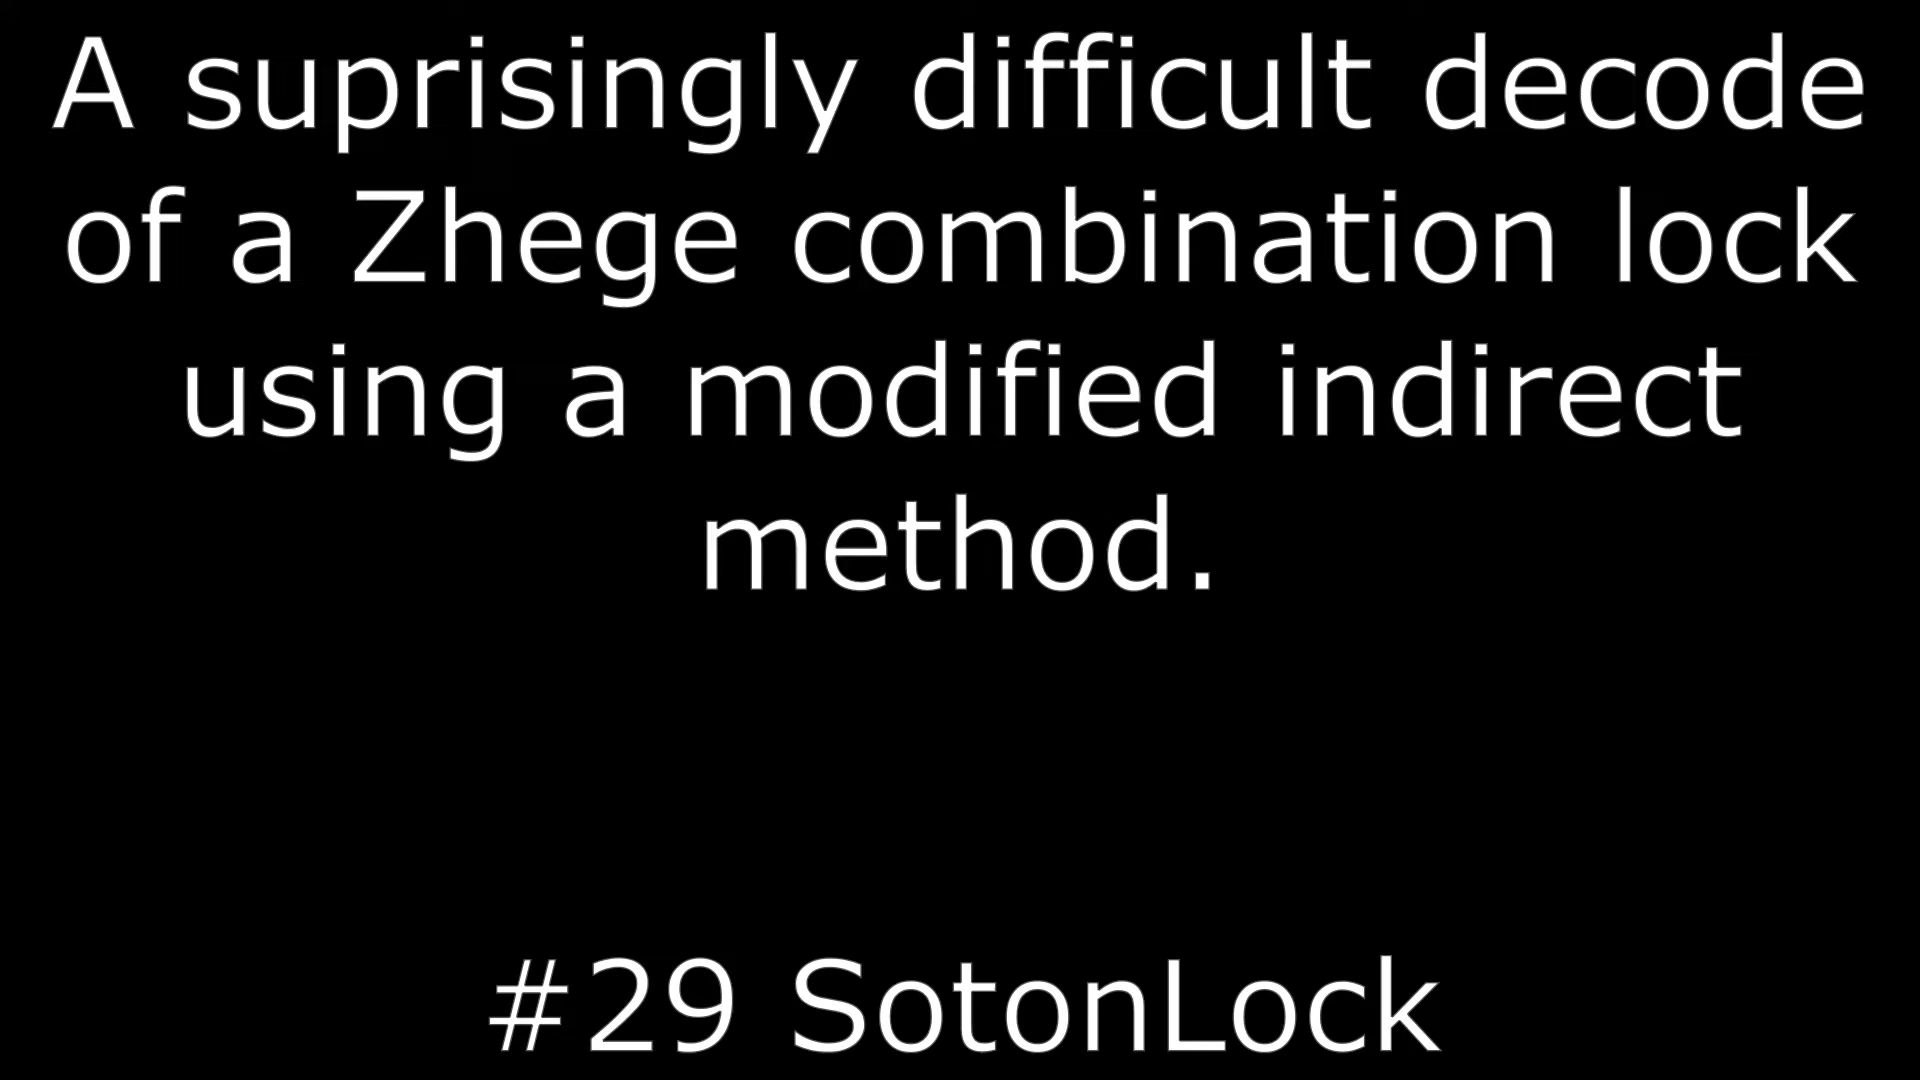 A suprisingly difficult decode
of a Zhege combination lock
using a modified indirect
method.
#29 SotonLock